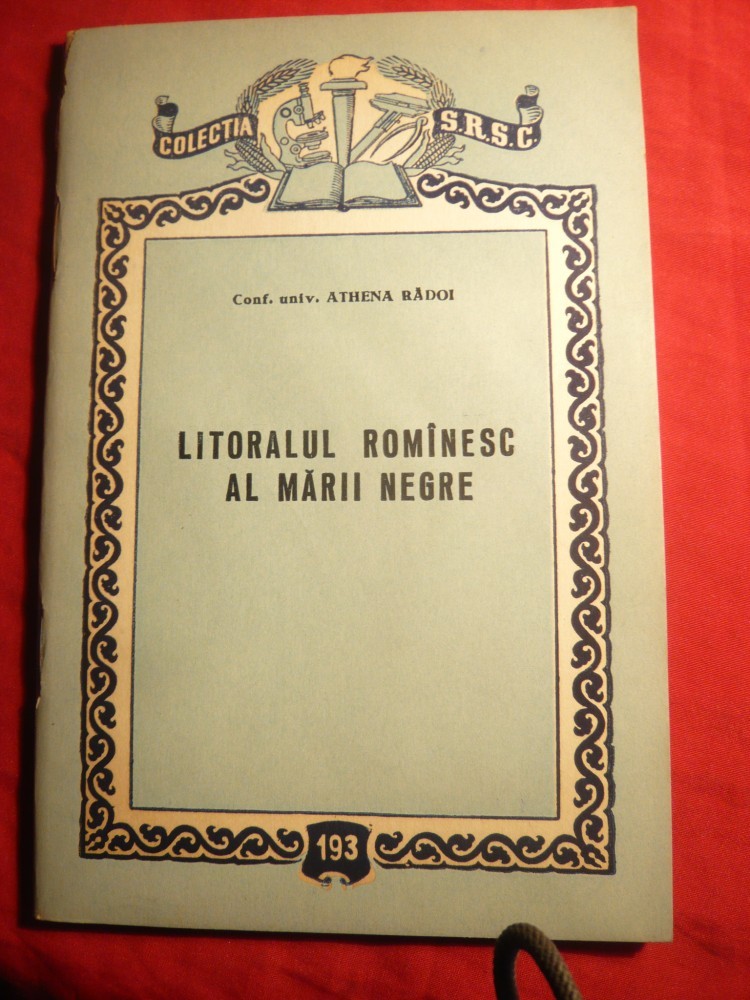 COLECTIA S.R.S.C.
Conf. univ. ATHENA RĂDOI
LITORALUL ROMÎNESC
AL MĂRII NEGRE
193